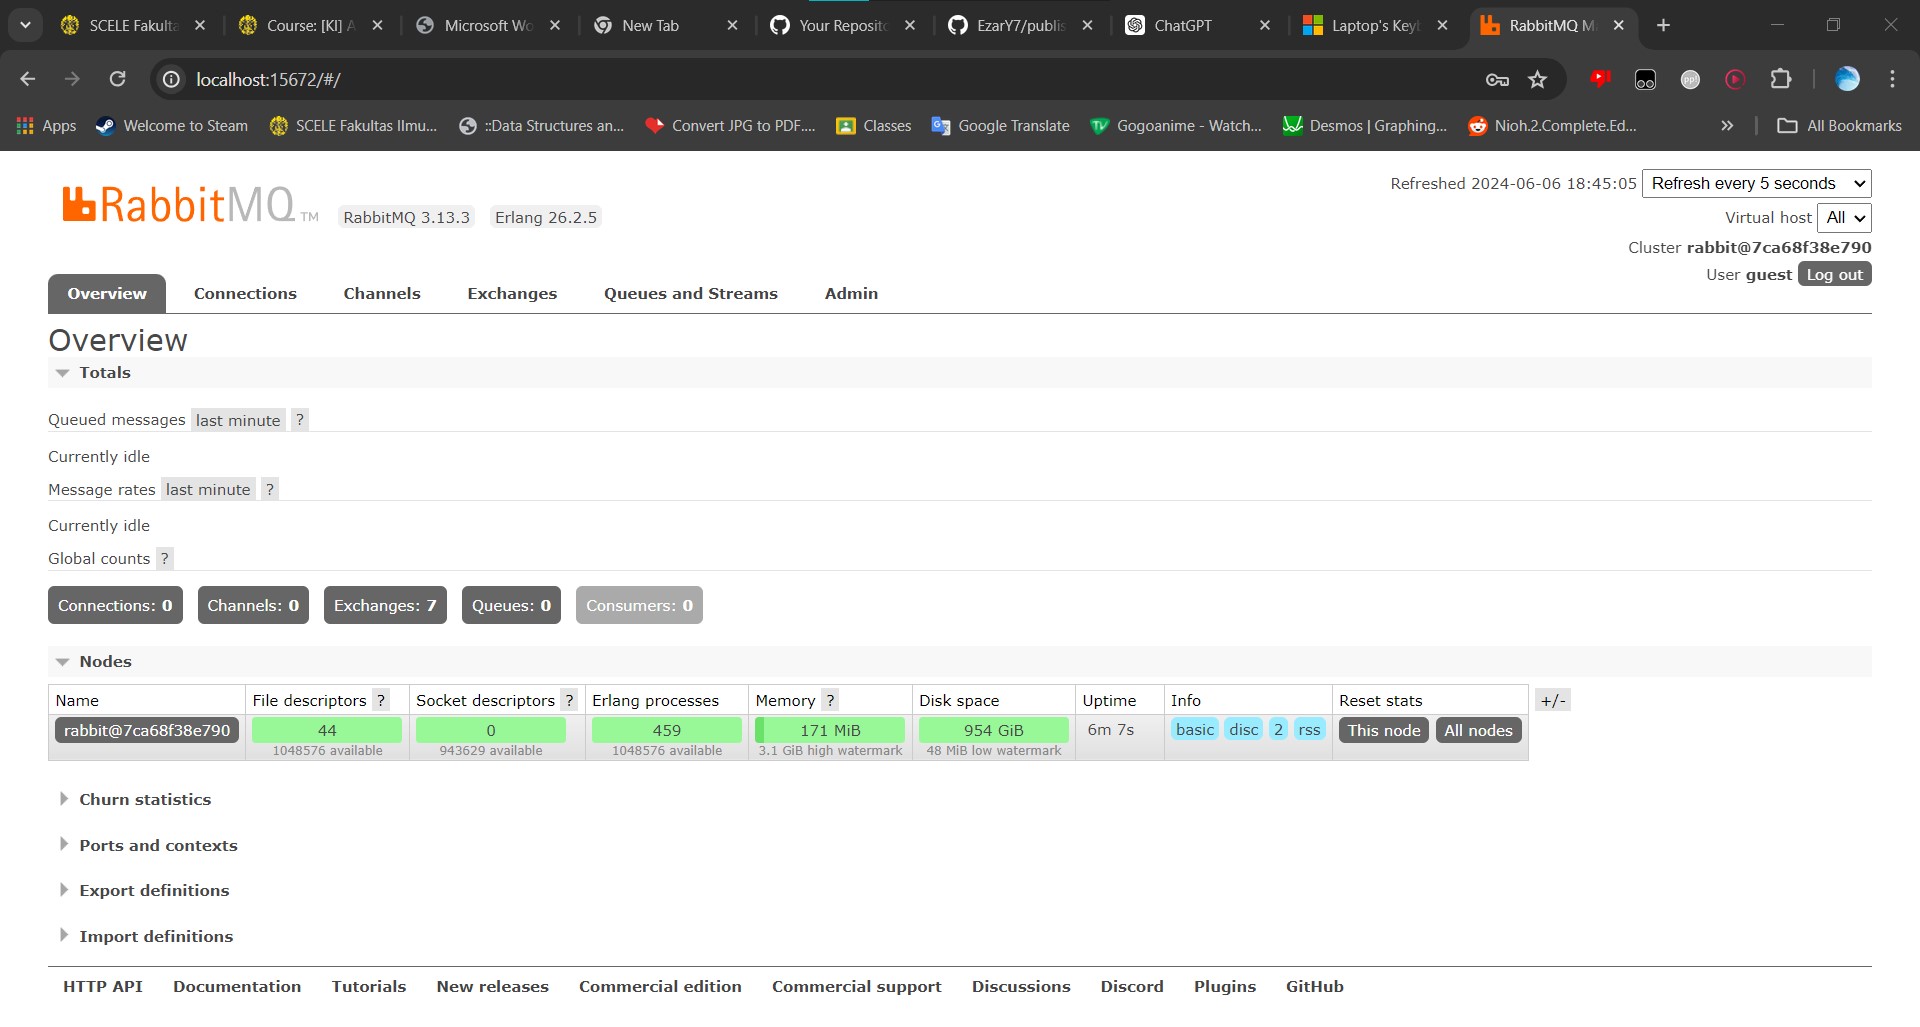 SCELE Fakulta
Course: [KI] A
Microsoft Wo
New Tab
Your Reposito
EzarY7/publis
ChatGPT
Laptop's Keyb
RabbitMQ Ma
localhost:15672/#/
Apps
Welcome to Steam
SCELE Fakultas Ilmu...
::Data Structures an...
Convert JPG to PDF....
Classes
Google Translate
Gogoanime - Watch...
Desmos | Graphing...
Nioh.2.Complete.Ed...
All Bookmarks
RabbitMQ TM
RabbitMQ 3.13.3
Erlang 26.2.5
Refreshed 2024-06-06 18:45:05 Refresh every 5 seconds
Virtual host All
Cluster rabbit@7ca68f38e790
User guest Log out
Overview Connections Channels Exchanges Queues and Streams Admin
Overview
Totals
Queued messages last minute ?
Currently idle
Message rates last minute ?
Currently idle
Global counts ?
Connections: 0 Channels: 0 Exchanges: 7 Queues: 0 Consumers: 0
Nodes
Name File descriptors ? Socket descriptors ? Erlang processes Memory ? Disk space Uptime Info Reset stats +/-
rabbit@7ca68f38e790 44 0 459 171 MiB 954 GiB 6m 7s basic disc 2 rss This node All nodes
1048576 available 943629 available 1048576 available 3.1 GiB high watermark 48 MiB low watermark
Churn statistics
Ports and contexts
Export definitions
Import definitions
HTTP API Documentation Tutorials New releases Commercial edition Commercial support Discussions Discord Plugins GitHub